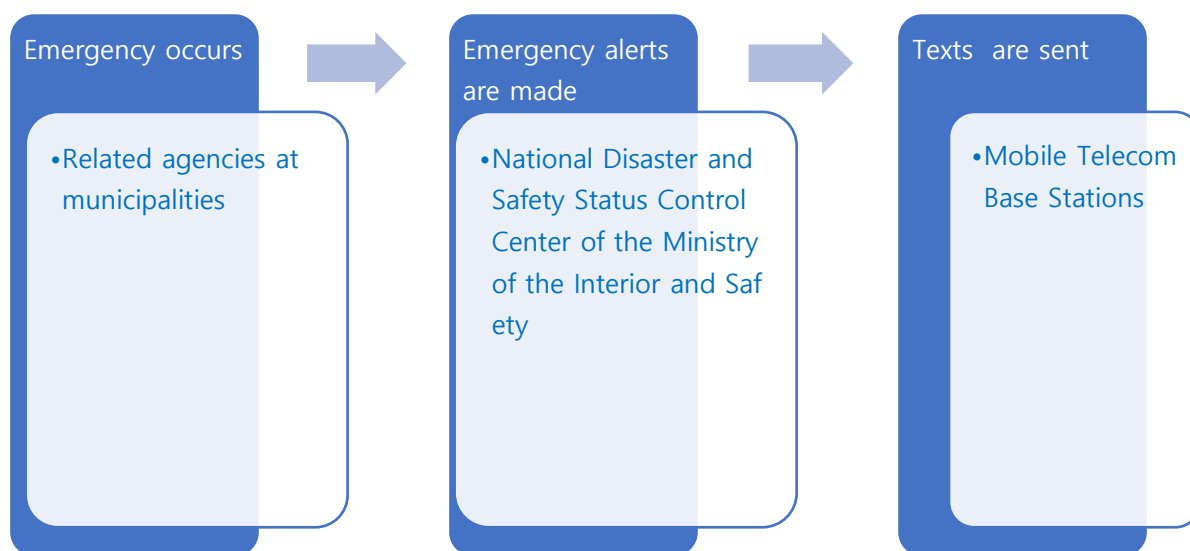 Emergency occurs
•Related agencies at
municipalities
Emergency alerts
are made
•National Disaster and
Safety Status Control
Center of the Ministry
of the Interior and Saf
ety
Texts are sent
•Mobile Telecom
Base Stations